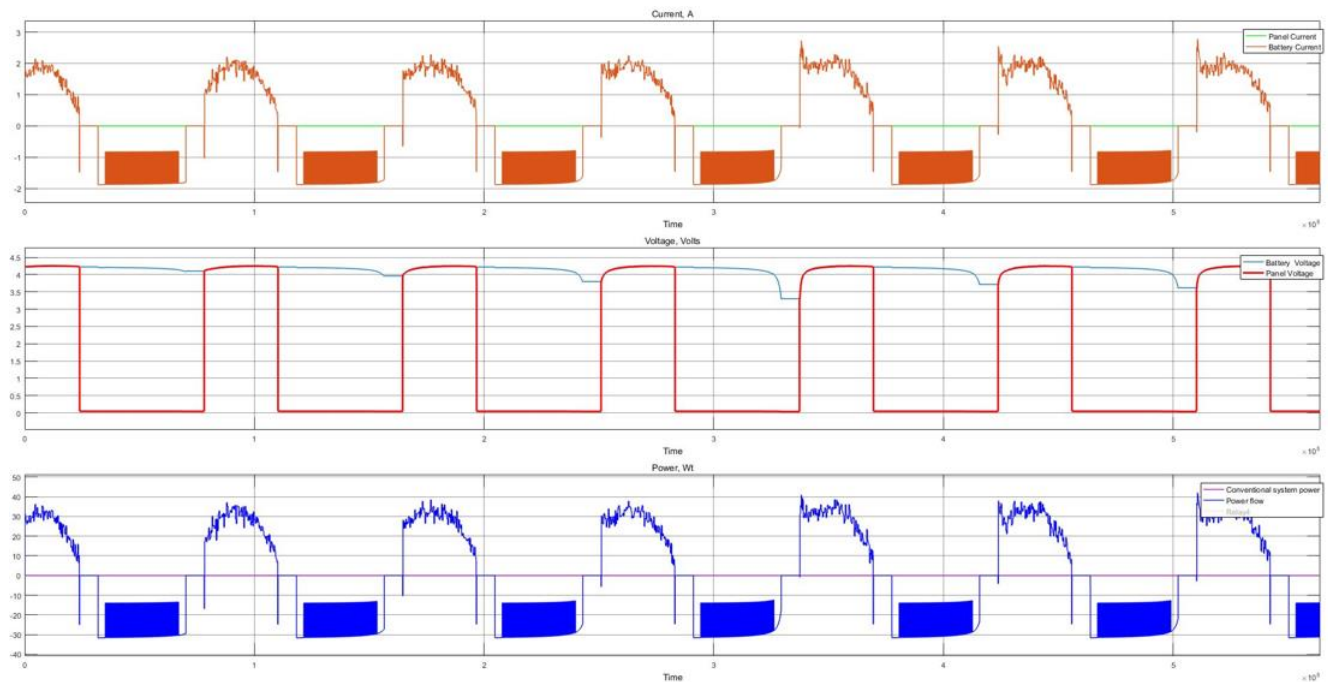 Current, A
3
2
1
0
-1
-2
Panel Current
Battery Current
0 1 2 3 4 5
Time
Voltage, Volts
4.5
4
3.5
3
2.5
2
1.5
1
0.5
0
Battery Voltage
Panel Voltage
0 1 2 3 4 5
Time
Power, Wt
50
40
30
20
10
0
-10
-20
-30
-40
Conventional system power
Power flow
Relay4
0 1 2 3 4 5
Time